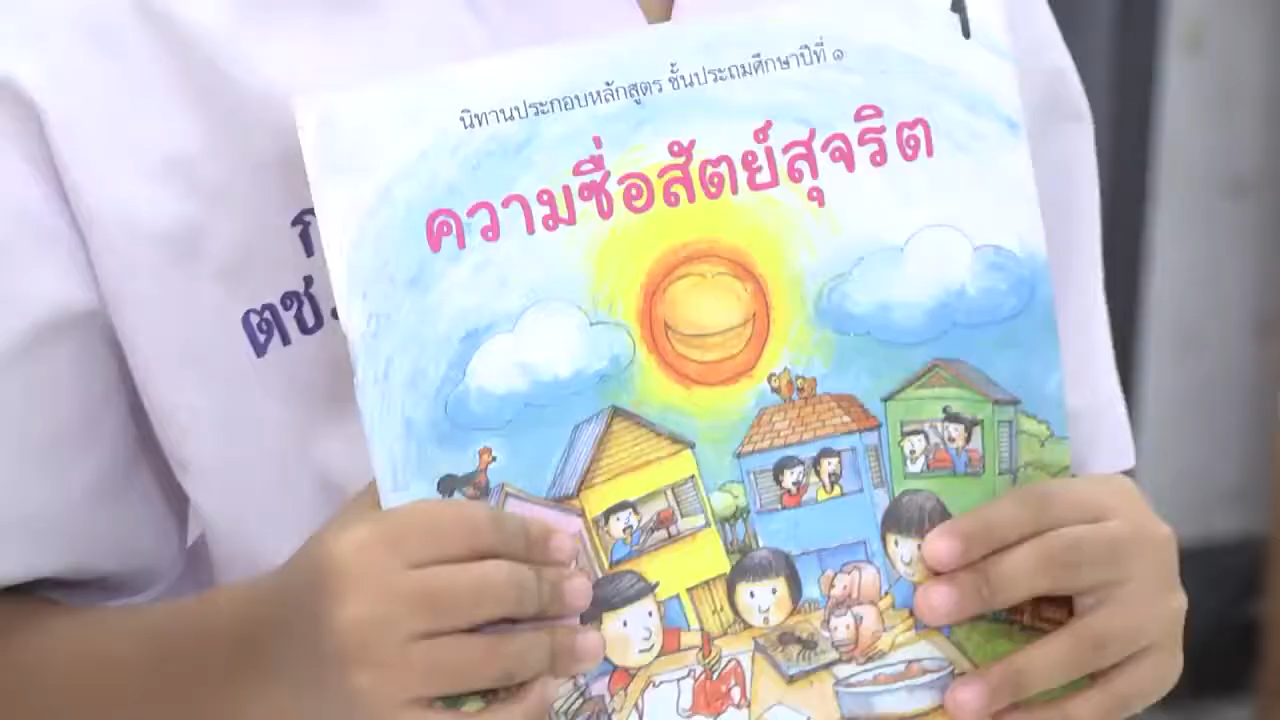 นิทานประกอบหลักสูตร ชั้นประถมศึกษาปีที่ ๑
ความซื่อสัตย์สุจริต
ตช.